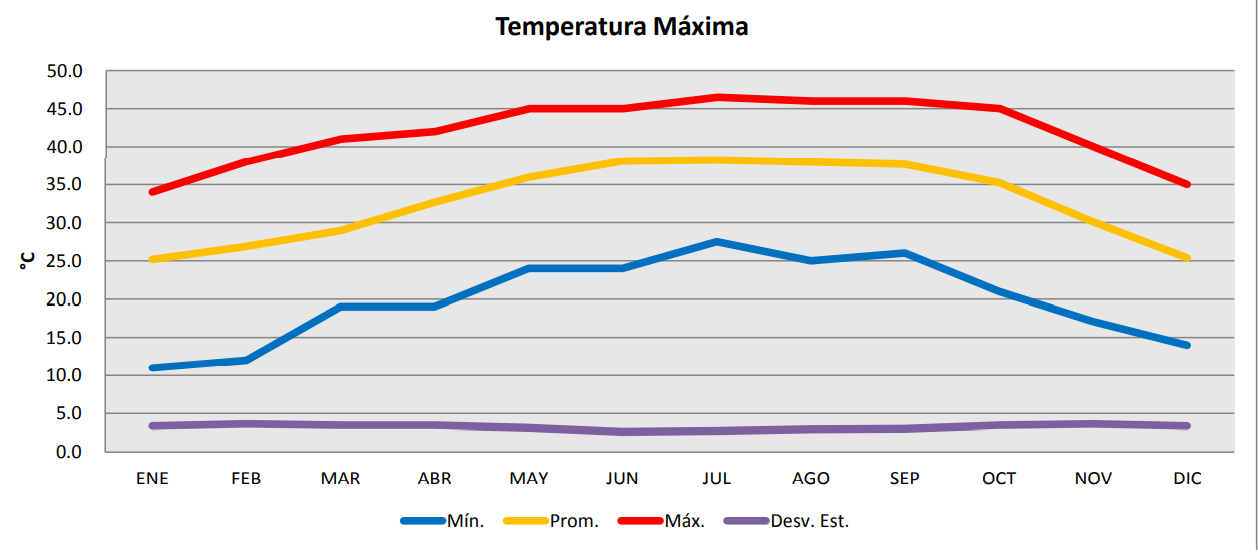 Temperatura Máxima
50.0
45.0
40.0
35.0
30.0
25.0
20.0
15.0
10.0
5.0
0.0
°C
ENE FEB MAR ABR MAY JUN JUL AGO SEP OCT NOV DIC
Mín. Prom. Máx. Desv. Est.